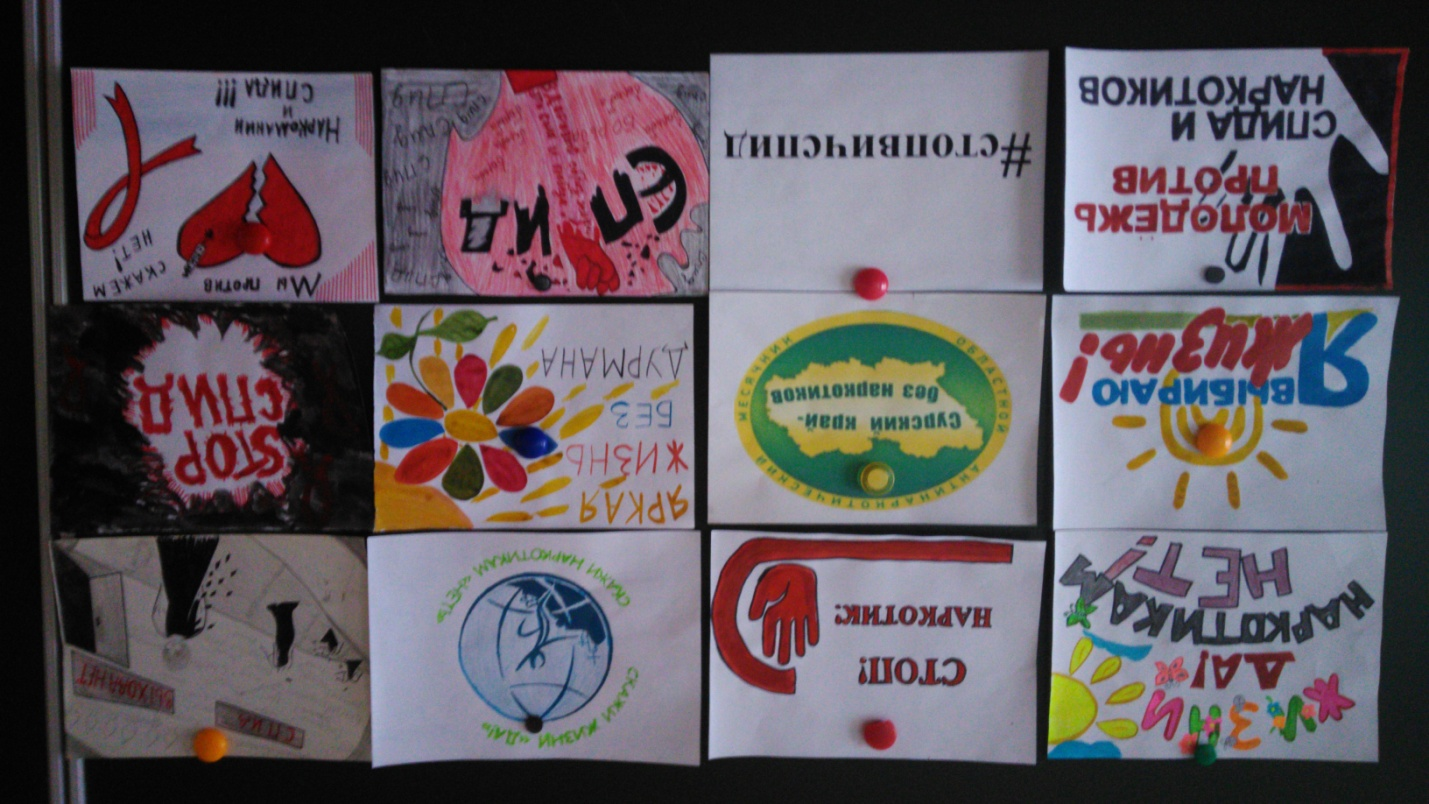 ЖИЗНИ
ДА!
НАРКОТИКАМ
НЕТ!
СТОП!
НАРКОТИК!
СКАЖИ ЖИЗНИ «ДА!»
СКАЖИ НАРКОТИКАМ «НЕТ»
СПИД
ВЫХОДА НЕТ
Я ВЫБИРАЮ
ЖИЗНЬ!
ОБЛАСТНОЙ АНТИНАРКОТИЧЕСКИЙ МЕСЯЧНИК
Сурский край-
без наркотиков
ЯРКАЯ
ЖИЗНЬ
БЕЗ
ДУРМАНА
STOP
СПИД
МОЛОДЕЖЬ
ПРОТИВ
СПИДА И
НАРКОТИКОВ
#стопвичспид
СПИД
МЫ ПРОТИВ
НАРКОМАНИИ
И
СПИДА!!!
СКАЖЕМ
НЕТ!